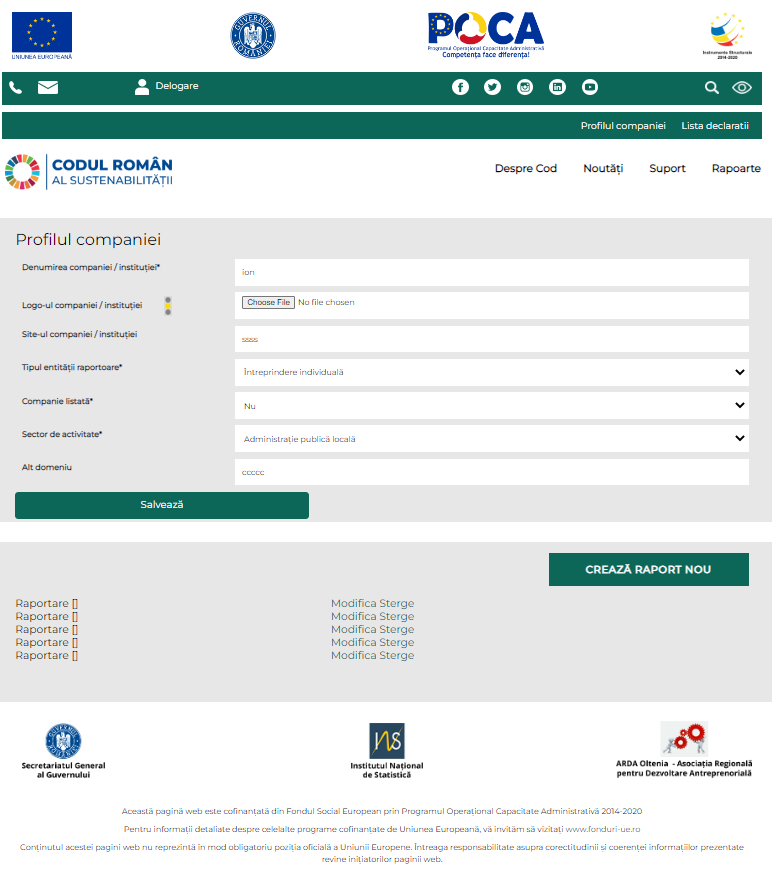 UNIUNEA EUROPEANĂ
GUVERNUL ROMÂNIEI
POCA
Programul Operațional Capacitate Administrativă
Competența face diferența!
Instrumente Structurale
2014-2020
Delogare
Profilul companiei Lista declaratii
CODUL ROMÂN
AL SUSTENABILITĂȚII
Despre Cod Noutăți Suport Rapoarte
Profilul companiei
Denumirea companiei / instituției* ion
Logo-ul companiei / instituției Choose File No file chosen
Site-ul companiei / instituției ssss
Tipul entității raportoare* Întreprindere individuală
Companie listată* Nu
Sector de activitate* Administrație publică locală
Alt domeniu ccccc
Salvează
CREAZĂ RAPORT NOU
Raportare [] Modifica Sterge
Raportare [] Modifica Sterge
Raportare [] Modifica Sterge
Raportare [] Modifica Sterge
Raportare [] Modifica Sterge
Secretariatul General
al Guvernului
INS
Institutul Național
de Statistică
ARDA Oltenia - Asociația Regională
pentru Dezvoltare Antreprenorială
Această pagină web este cofinanțată din Fondul Social European prin Programul Operațional Capacitate Administrativă 2014-2020
Pentru informații detaliate despre celelalte programe cofinanțate de Uniunea Europeană, vă invităm să vizitați www.fonduri-ue.ro
Conținutul acestei pagini web nu reprezintă în mod obligatoriu poziția oficială a Uniunii Europene. Întreaga responsabilitate asupra corectitudinii și coerenței informațiilor prezentate
revine inițiatorilor paginii web.